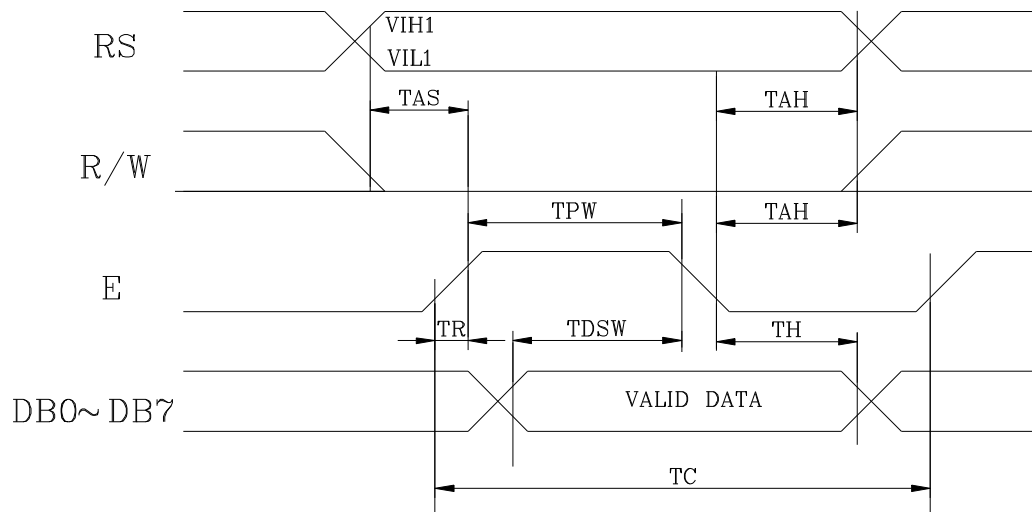 RS
VIH1
VIL1
TAS
TAH
R/W
TPW
TAH
E
TR
TDSW
TH
DB0~DB7
VALID DATA
TC